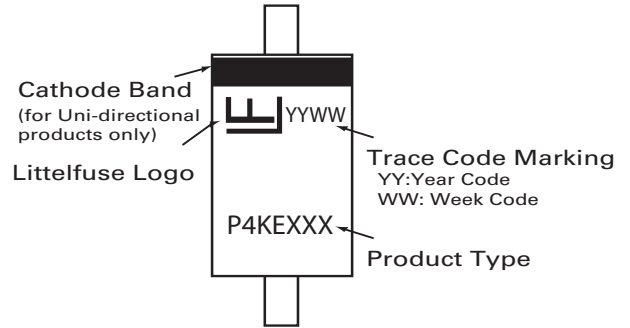 Cathode Band
(for Uni-directional
products only)
Littelfuse Logo
YYWW
Trace Code Marking
YY:Year Code
WW: Week Code
P4KEXXX
Product Type